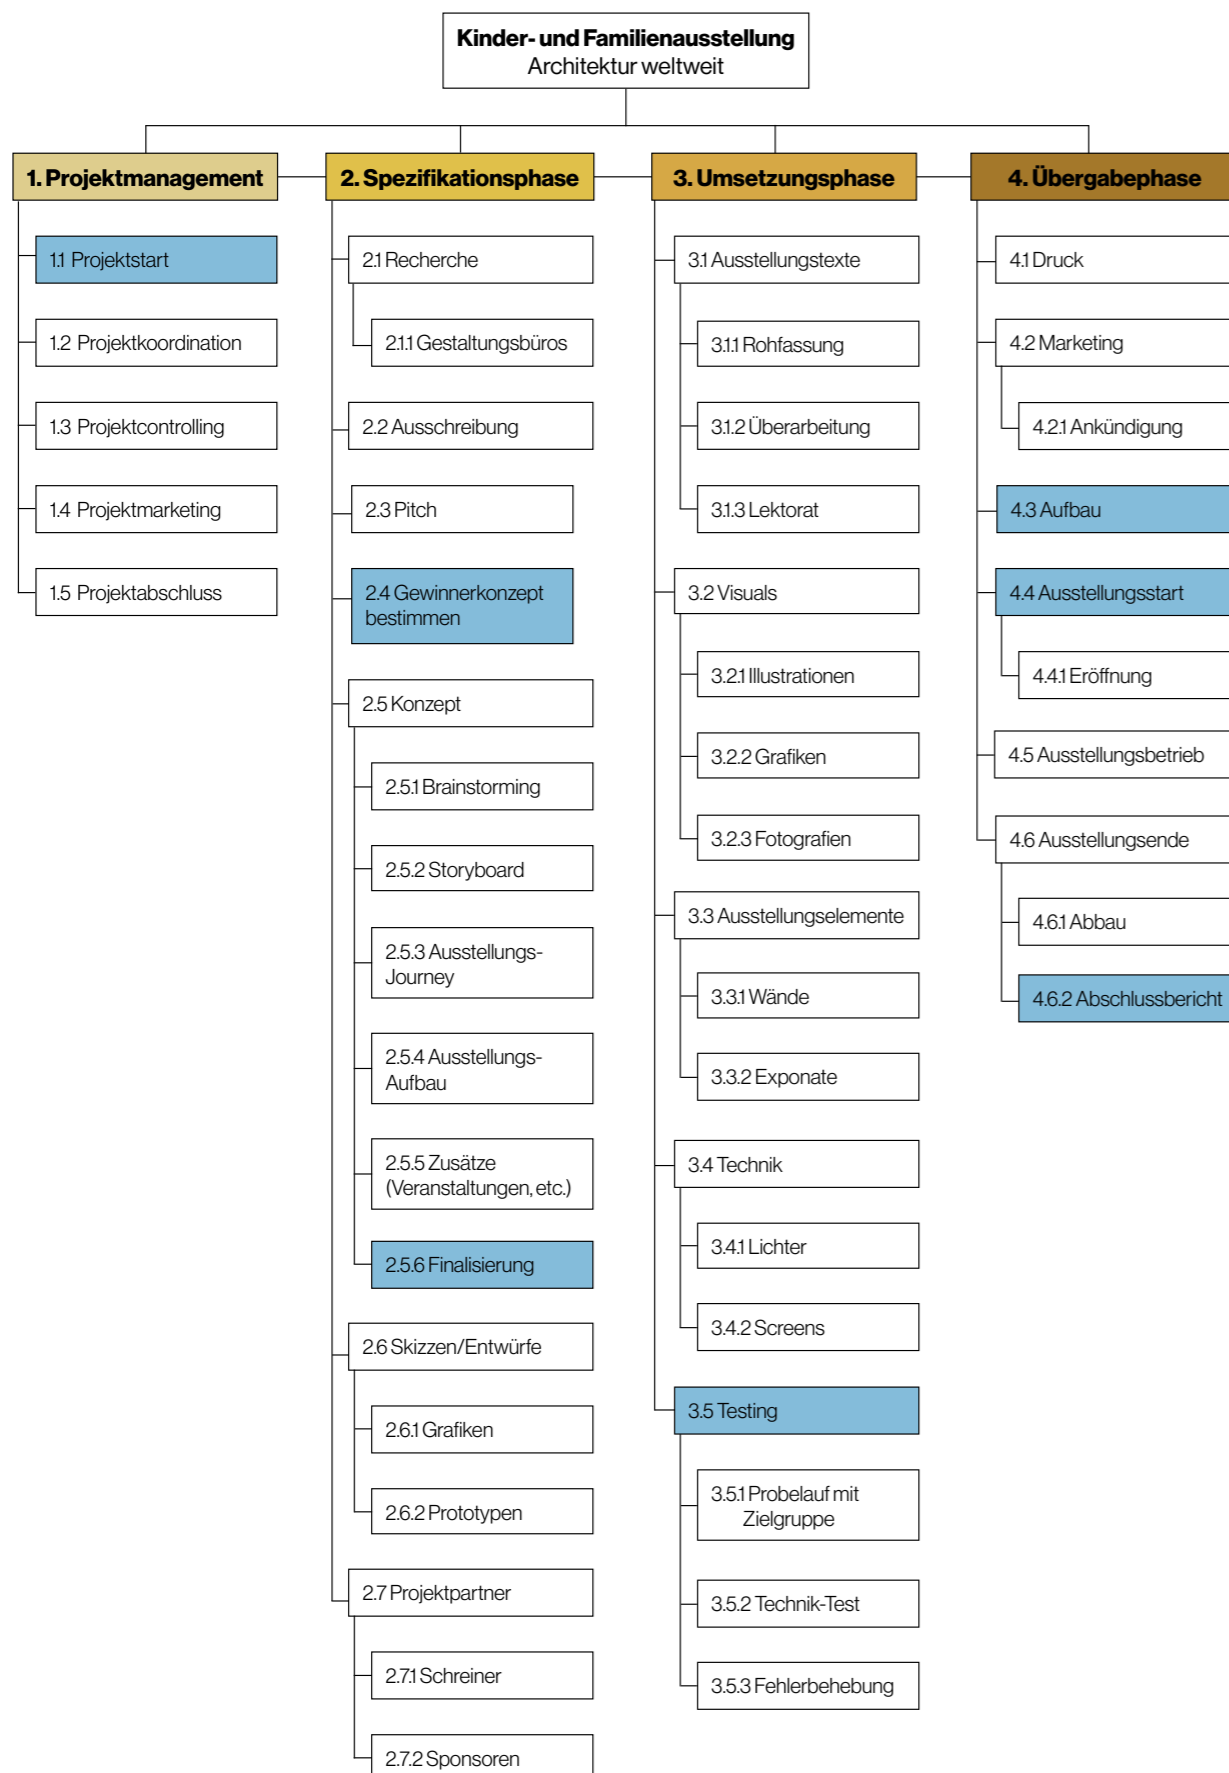 Kinder- und Familienausstellung
Architektur weltweit
1. Projektmanagement
1.1 Projektstart
1.2 Projektkoordination
1.3 Projektcontrolling
1.4 Projektmarketing
1.5 Projektabschluss
2. Spezifikationsphase
2.1 Recherche
2.1.1 Gestaltungsbüros
2.2 Ausschreibung
2.3 Pitch
2.4 Gewinnerkonzept
bestimmen
2.5 Konzept
2.5.1 Brainstorming
2.5.2 Storyboard
2.5.3 Ausstellungs-
Journey
2.5.4 Ausstellungs-
Aufbau
2.5.5 Zusätze
(Veranstaltungen, etc.)
2.5.6 Finalisierung
2.6 Skizzen/Entwürfe
2.6.1 Grafiken
2.6.2 Prototypen
2.7 Projektpartner
2.7.1 Schreiner
2.7.2 Sponsoren
3. Umsetzungsphase
3.1 Ausstellungstexte
3.1.1 Rohfassung
3.1.2 Überarbeitung
3.1.3 Lektorat
3.2 Visuals
3.2.1 Illustrationen
3.2.2 Grafiken
3.2.3 Fotografien
3.3 Ausstellungselemente
3.3.1 Wände
3.3.2 Exponate
3.4 Technik
3.4.1 Lichter
3.4.2 Screens
3.5 Testing
3.5.1 Probelauf mit
Zielgruppe
3.5.2 Technik-Test
3.5.3 Fehlerbehebung
4. Übergabephase
4.1 Druck
4.2 Marketing
4.2.1 Ankündigung
4.3 Aufbau
4.4 Ausstellungsstart
4.4.1 Eröffnung
4.5 Ausstellungsbetrieb
4.6 Ausstellungsende
4.6.1 Abbau
4.6.2 Abschlussbericht